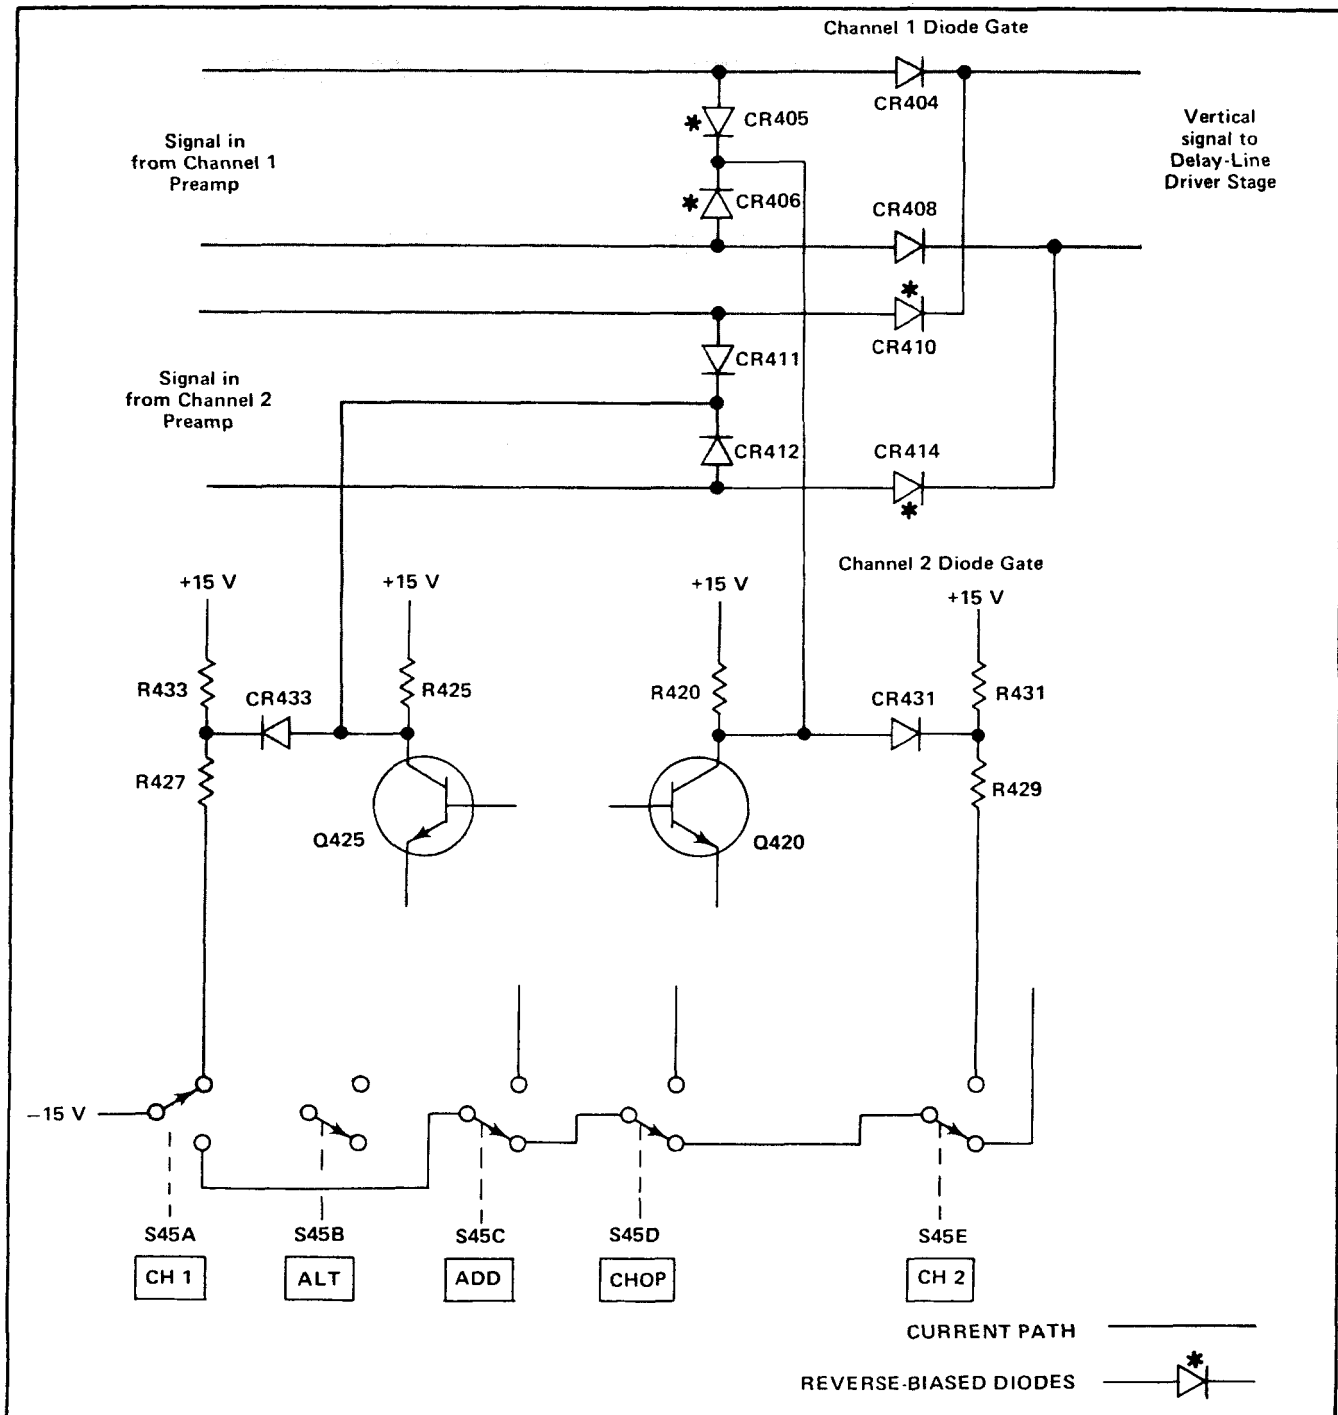 Channel 1 Diode Gate
CR404
CR405
Signal in
from Channel 1
Preamp
Vertical
signal to
Delay-Line
Driver Stage
CR406
CR408
*
*
*
CR410
CR411
Signal in
from Channel 2
Preamp
CR412
CR414
*
Channel 2 Diode Gate
+15 V
+15 V
+15 V
+15 V
R433
CR433
R425
R420
CR431
R431
R427
R429
Q425
Q420
−15 V
S45A
S45B
S45C
S45D
S45E
CH 1
ALT
ADD
CHOP
CH 2
CURRENT PATH
*
REVERSE-BIASED DIODES